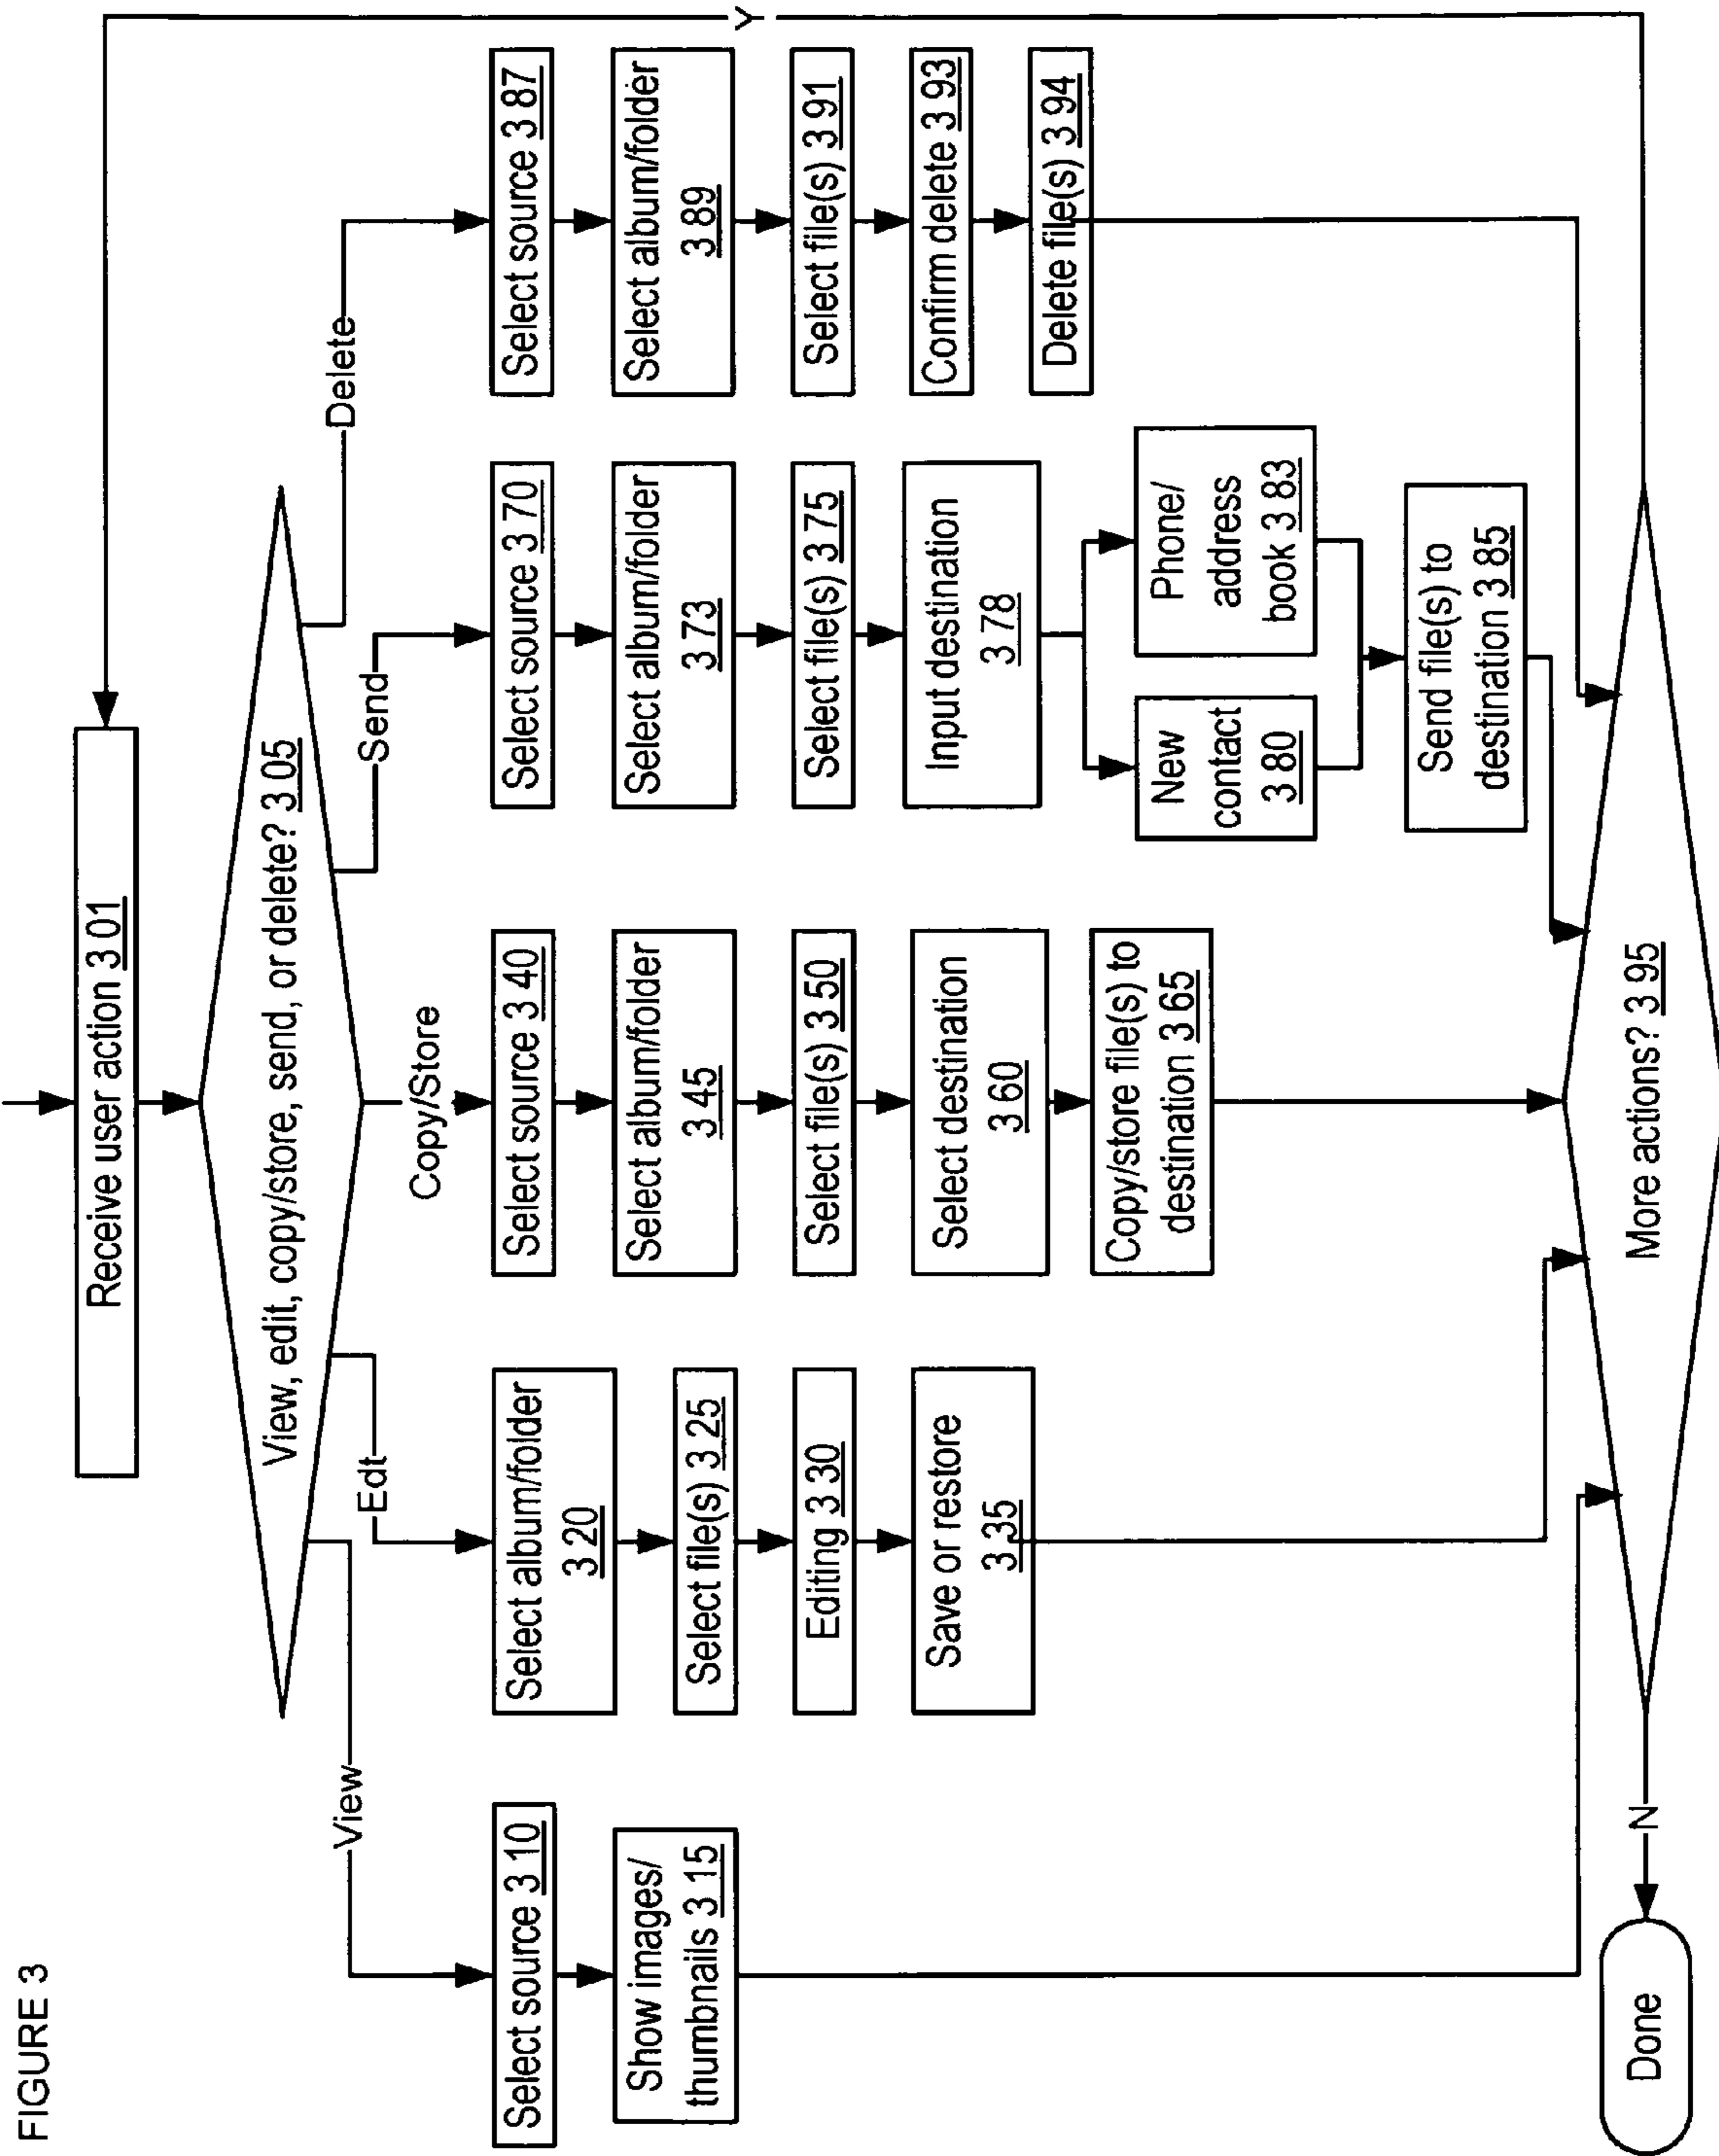 FIGURE 3
Receive user action 3 01
View, edit, copy/store, send, or delete? 3 05
View
Edt
Copy/Store
Send
Delete
Select source 3 10
Show images/
thumbnails 3 15
Select album/folder
3 20
Select file(s) 3 25
Editing 3 30
Save or restore
3 35
Select source 3 40
Select album/folder
3 45
Select file(s) 3 50
Select destination
3 60
Copy/store file(s) to
destination 3 65
Select source 3 70
Select album/folder
3 73
Select file(s) 3 75
Input destination
3 78
New
contact
3 80
Phone/
address
book 3 83
Send file(s) to
destination 3 85
Select source 3 87
Select album/folder
3 89
Select file(s) 3 91
Confirm delete 3 93
Delete file(s) 3 94
More actions? 3 95
Y
N
Done